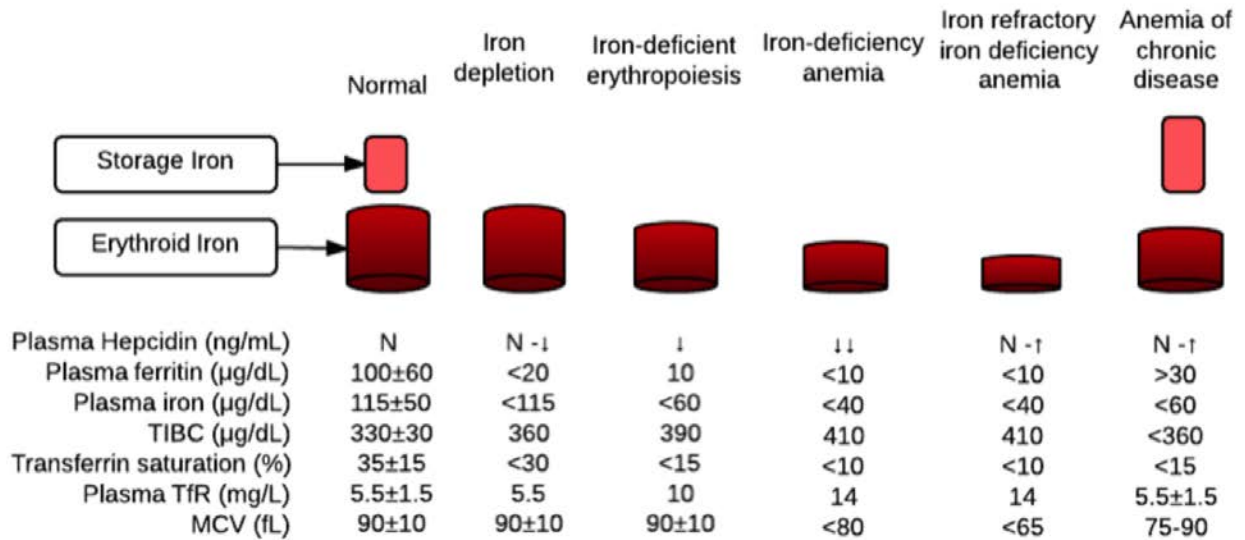 Normal
Iron depletion
Iron-deficient erythropoiesis
Iron-deficiency anemia
Iron refractory iron deficiency anemia
Anemia of chronic disease
Storage Iron
Erythroid Iron
Plasma Hepcidin (ng/mL) N N -↓ ↓ ↓↓ N -↑ N -↑
Plasma ferritin (µg/dL) 100±60 <20 10 <10 <10 >30
Plasma iron (µg/dL) 115±50 <115 <60 <40 <40 <60
TIBC (µg/dL) 330±30 360 390 410 410 <360
Transferrin saturation (%) 35±15 <30 <15 <10 <10 <15
Plasma TfR (mg/L) 5.5±1.5 5.5 10 14 14 5.5±1.5
MCV (fL) 90±10 90±10 90±10 <80 <65 75-90